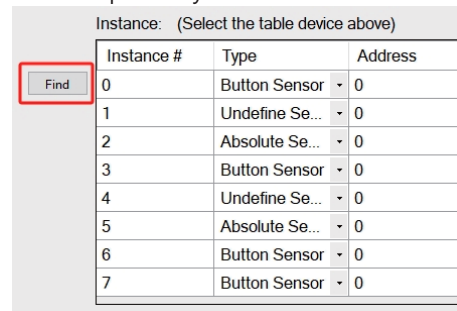 Instance: (Select the table device above)
Instance # Type Address
Find 0 Button Sensor 0
1 Undefine Se... 0
2 Absolute Se... 0
3 Button Sensor 0
4 Undefine Se... 0
5 Absolute Se... 0
6 Button Sensor 0
7 Button Sensor 0